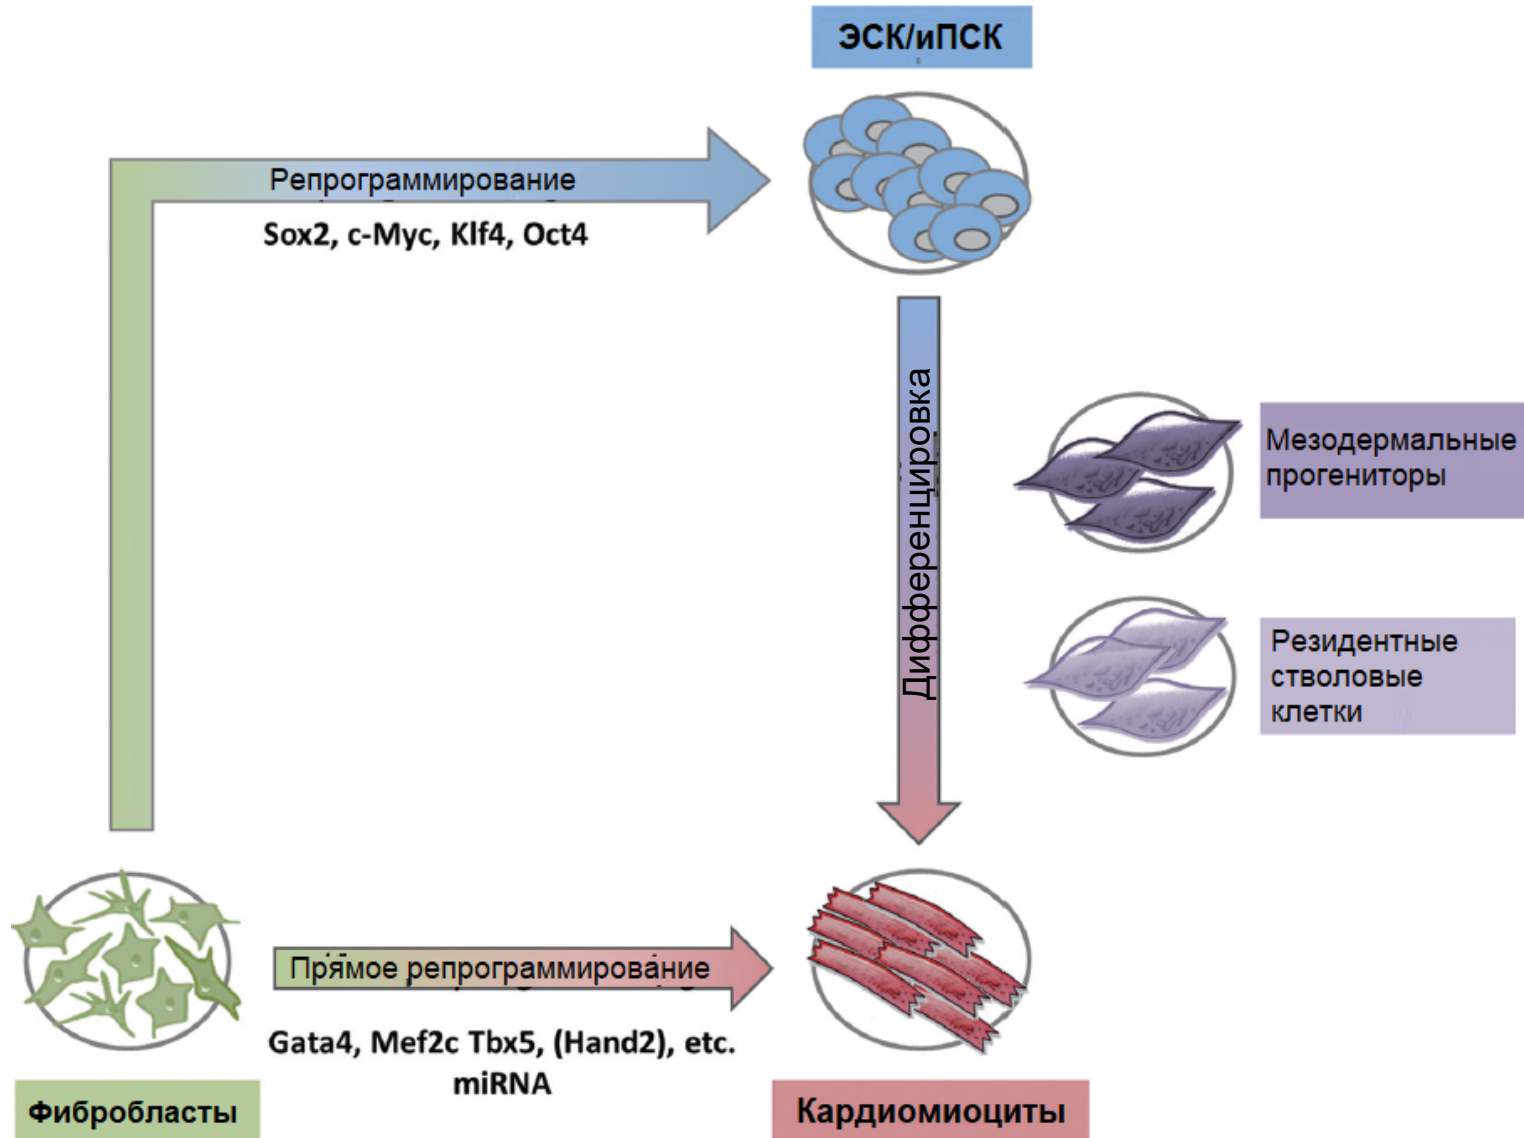 ЭСК/иПСК
Репрограммирование
Sox2, c-Myc, Klf4, Oct4
Дифференцировка
Мезодермальные
прогениторы
Резидентные
стволовые
клетки
Прямое репрограммирование
Gata4, Mef2c Tbx5, (Hand2), etc.
miRNA
Фибробласты
Кардиомиоциты